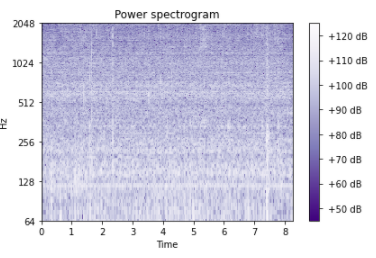 Power spectrogram
2048
1024
512
256
128
64
Hz
0 1 2 3 4 5 6 7 8
Time
+120 dB
+110 dB
+100 dB
+90 dB
+80 dB
+70 dB
+60 dB
+50 dB